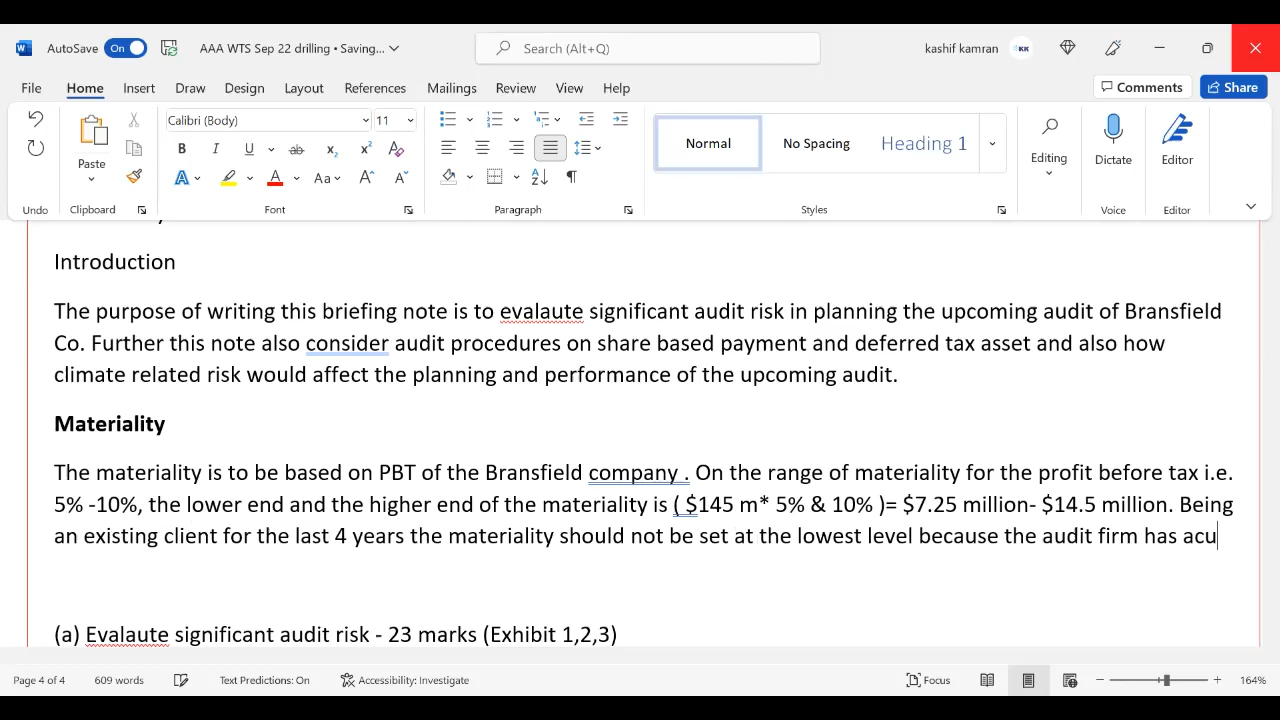 AutoSave On AAA WTS Sep 22 drilling • Saving... Search (Alt+Q) kashif kamran KK
File Home Insert Draw Design Layout References Mailings Review View Help Comments Share
Calibri (Body) 11
Paste
B I U ab x₂ x² A
A A Aa A A
Normal No Spacing Heading 1
Editing Dictate Editor
Undo Clipboard Font Paragraph Styles Voice Editor
Introduction
The purpose of writing this briefing note is to evalaute significant audit risk in planning the upcoming audit of Bransfield
Co. Further this note also consider audit procedures on share based payment and deferred tax asset and also how
climate related risk would affect the planning and performance of the upcoming audit.
Materiality
The materiality is to be based on PBT of the Bransfield company . On the range of materiality for the profit before tax i.e.
5% -10%, the lower end and the higher end of the materiality is ( $145 m* 5% & 10% )= $7.25 million- $14.5 million. Being
an existing client for the last 4 years the materiality should not be set at the lowest level because the audit firm has acu
(a) Evalaute significant audit risk - 23 marks (Exhibit 1,2,3)
Page 4 of 4 609 words Text Predictions: On Accessibility: Investigate Focus 164%